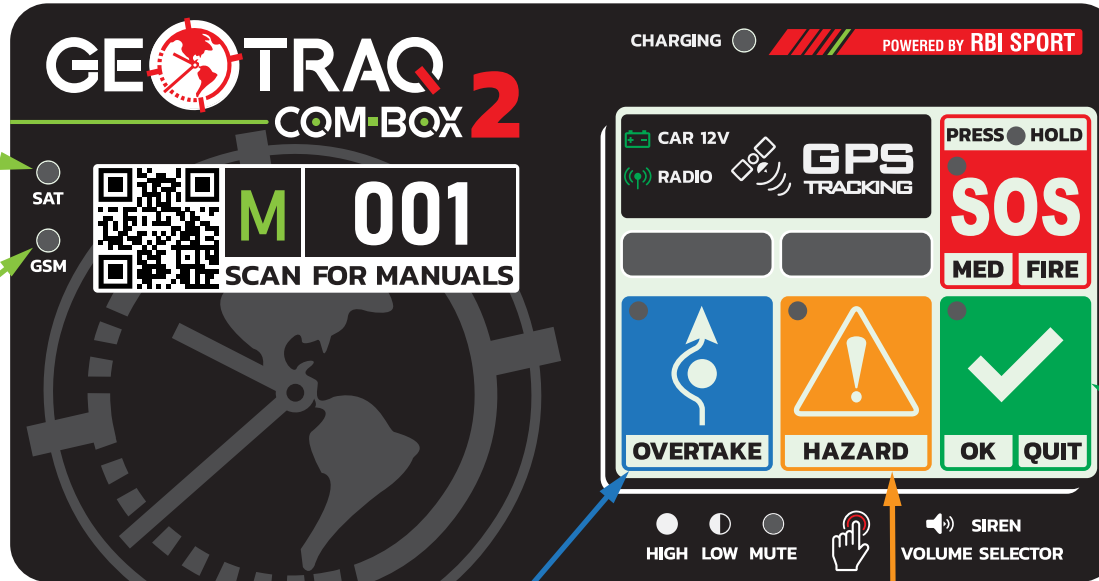 GEOTRAQ
COM-BOX 2
CHARGING
POWERED BY RBI SPORT
SAT
GSM
M 001
SCAN FOR MANUALS
CAR 12V
RADIO
GPS
TRACKING
PRESS HOLD
SOS
MED FIRE
OVERTAKE
HAZARD
OK QUIT
HIGH LOW MUTE
SIREN
VOLUME SELECTOR